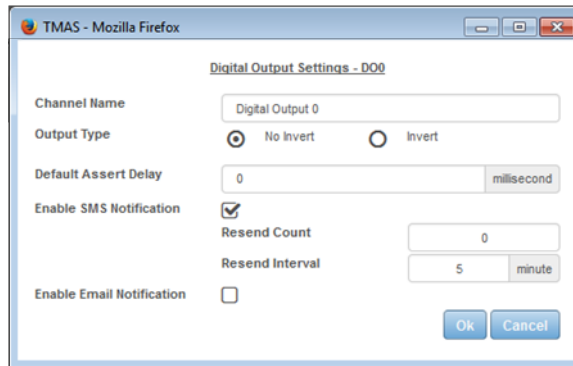 TMAS - Mozilla Firefox
Digital Output Settings - DO0
Channel Name
Digital Output 0
Output Type
No Invert
Invert
Default Assert Delay
0
millisecond
Enable SMS Notification
Resend Count
0
Resend Interval
5
minute
Enable Email Notification
Ok
Cancel